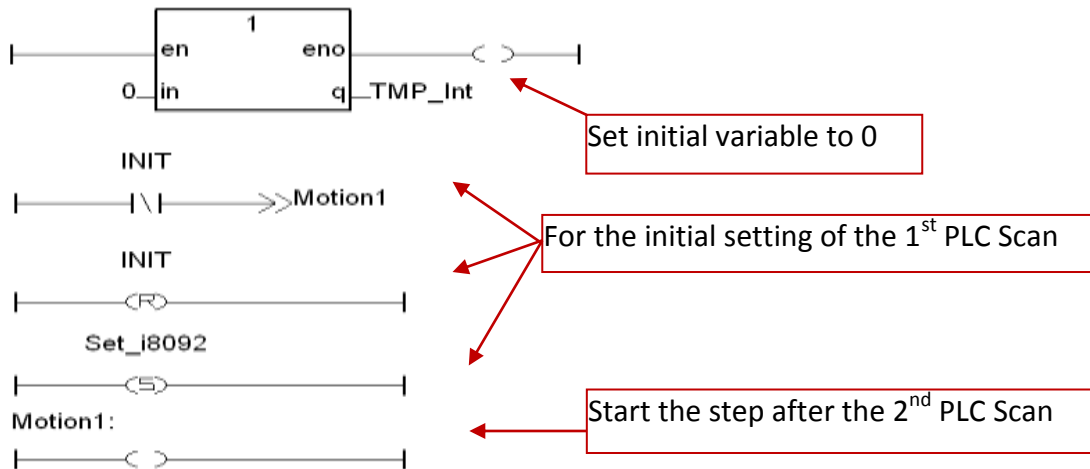 1
en eno
0 in q TMP_Int
Set initial variable to 0
INIT
Motion1
For the initial setting of the 1st PLC Scan
INIT
R
Set_i8092
S
Start the step after the 2nd PLC Scan
Motion1: